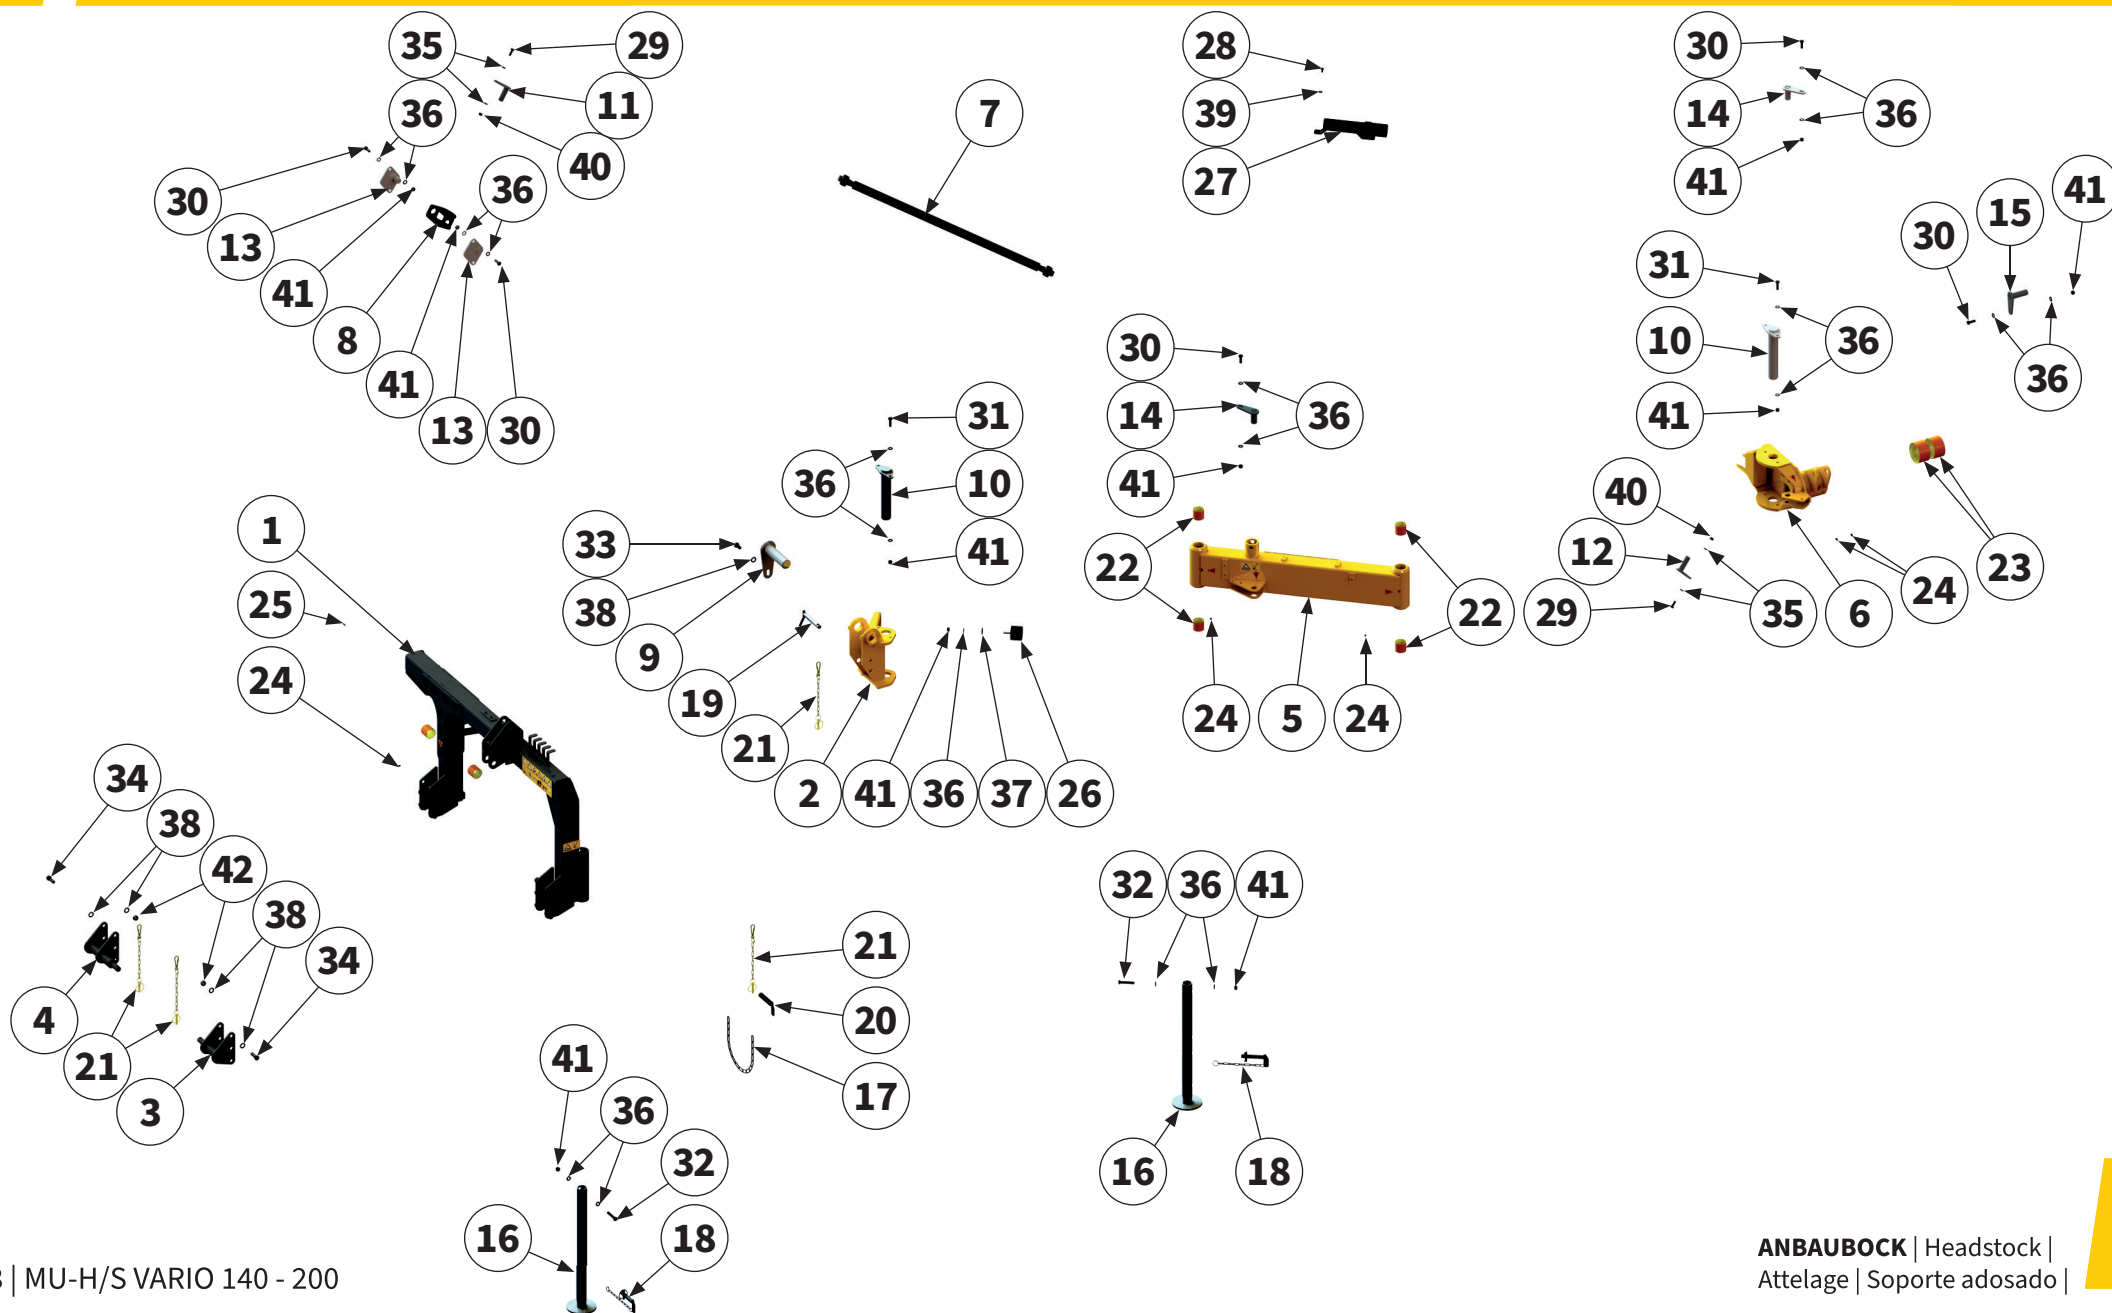 35 29 28 30
11
36 7 39 14 36
40
30 36 27 41
13 15 41
30
41 31
8 30 10 36
41 14 36 36
13 30 31 41
36 10 41 40
1 33 41 22 12 23
25 38 22 29 35 6 24
9
24 19 24 5 24
21
34 2 41 36 37 26
38
42 32 36 41
38
34 21
4 20
21 41
3 36 17
32 16 18
16 18
| MU-H/S VARIO 140 - 200
ANBAUBOCK | Headstock |
Attelage | Soporte adosado |